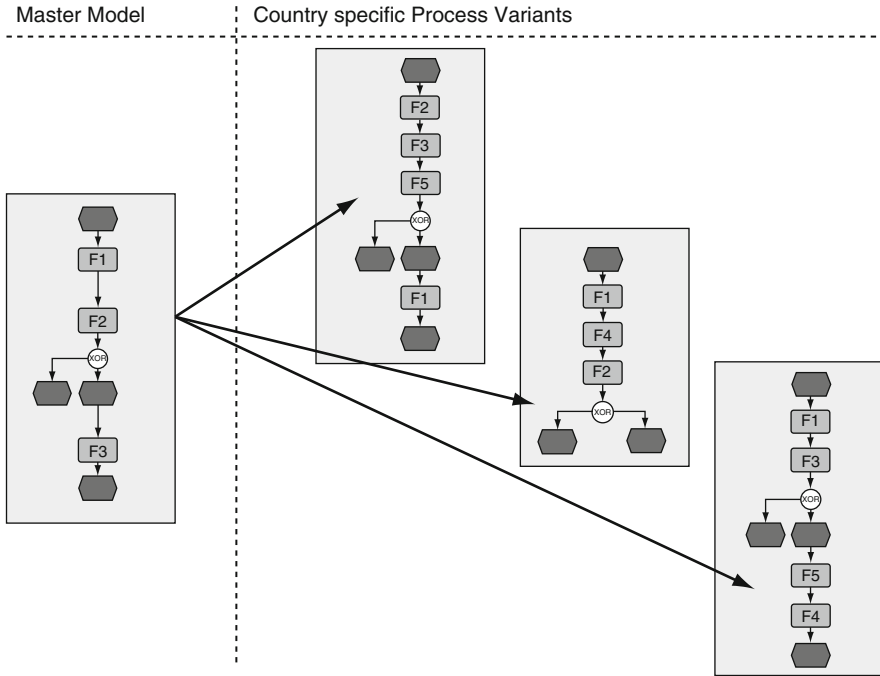 Master Model
Country specific Process Variants
F1
F2
XOR
F3
F2
F3
F5
XOR
F1
F1
F4
F2
XOR
F1
F3
XOR
F5
F4